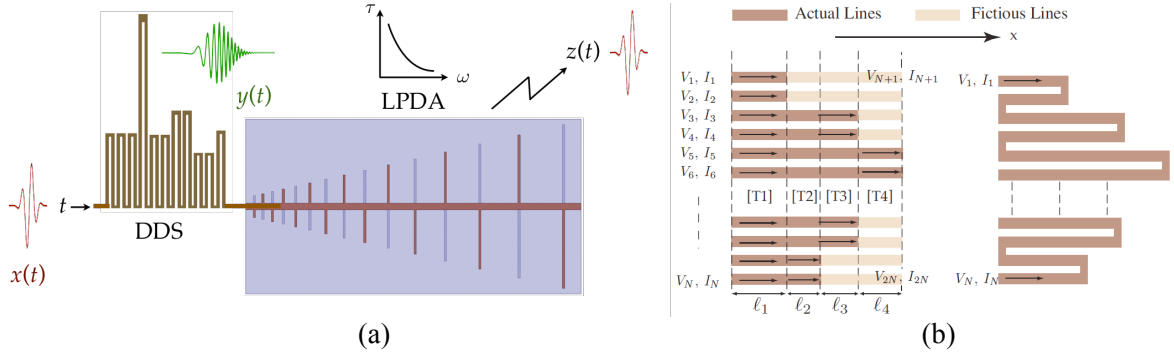 τ
ω
LPDA
z(t)
y(t)
t
DDS
x(t)
(a)
Actual Lines
Fictious Lines
x
V1, I1
VN+1, IN+1
V2, I2
V3, I3
V4, I4
V5, I5
V6, I6
[T1] [T2] [T3] [T4]
VN, IN
V2N, I2N
ℓ1 ℓ2 ℓ3 ℓ4
V1, I1
VN, IN
(b)